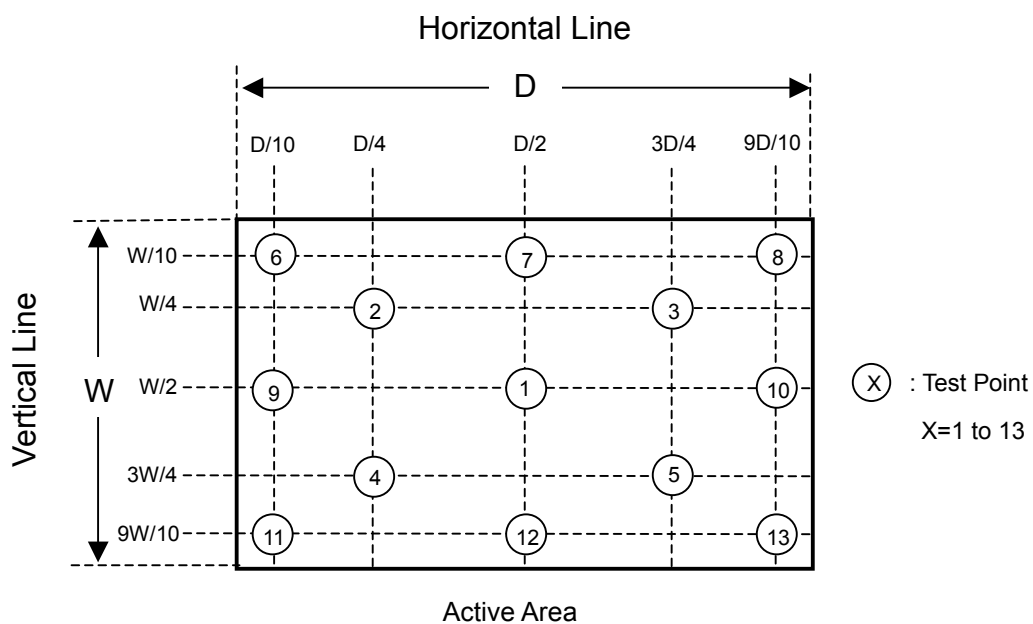 Horizontal Line
D
D/10 D/4 D/2 3D/4 9D/10
W/10 6 7 8
W/4 2 3
Vertical Line
W
W/2 9 1 10
X : Test Point
X=1 to 13
3W/4 4 5
9W/10 11 12 13
Active Area